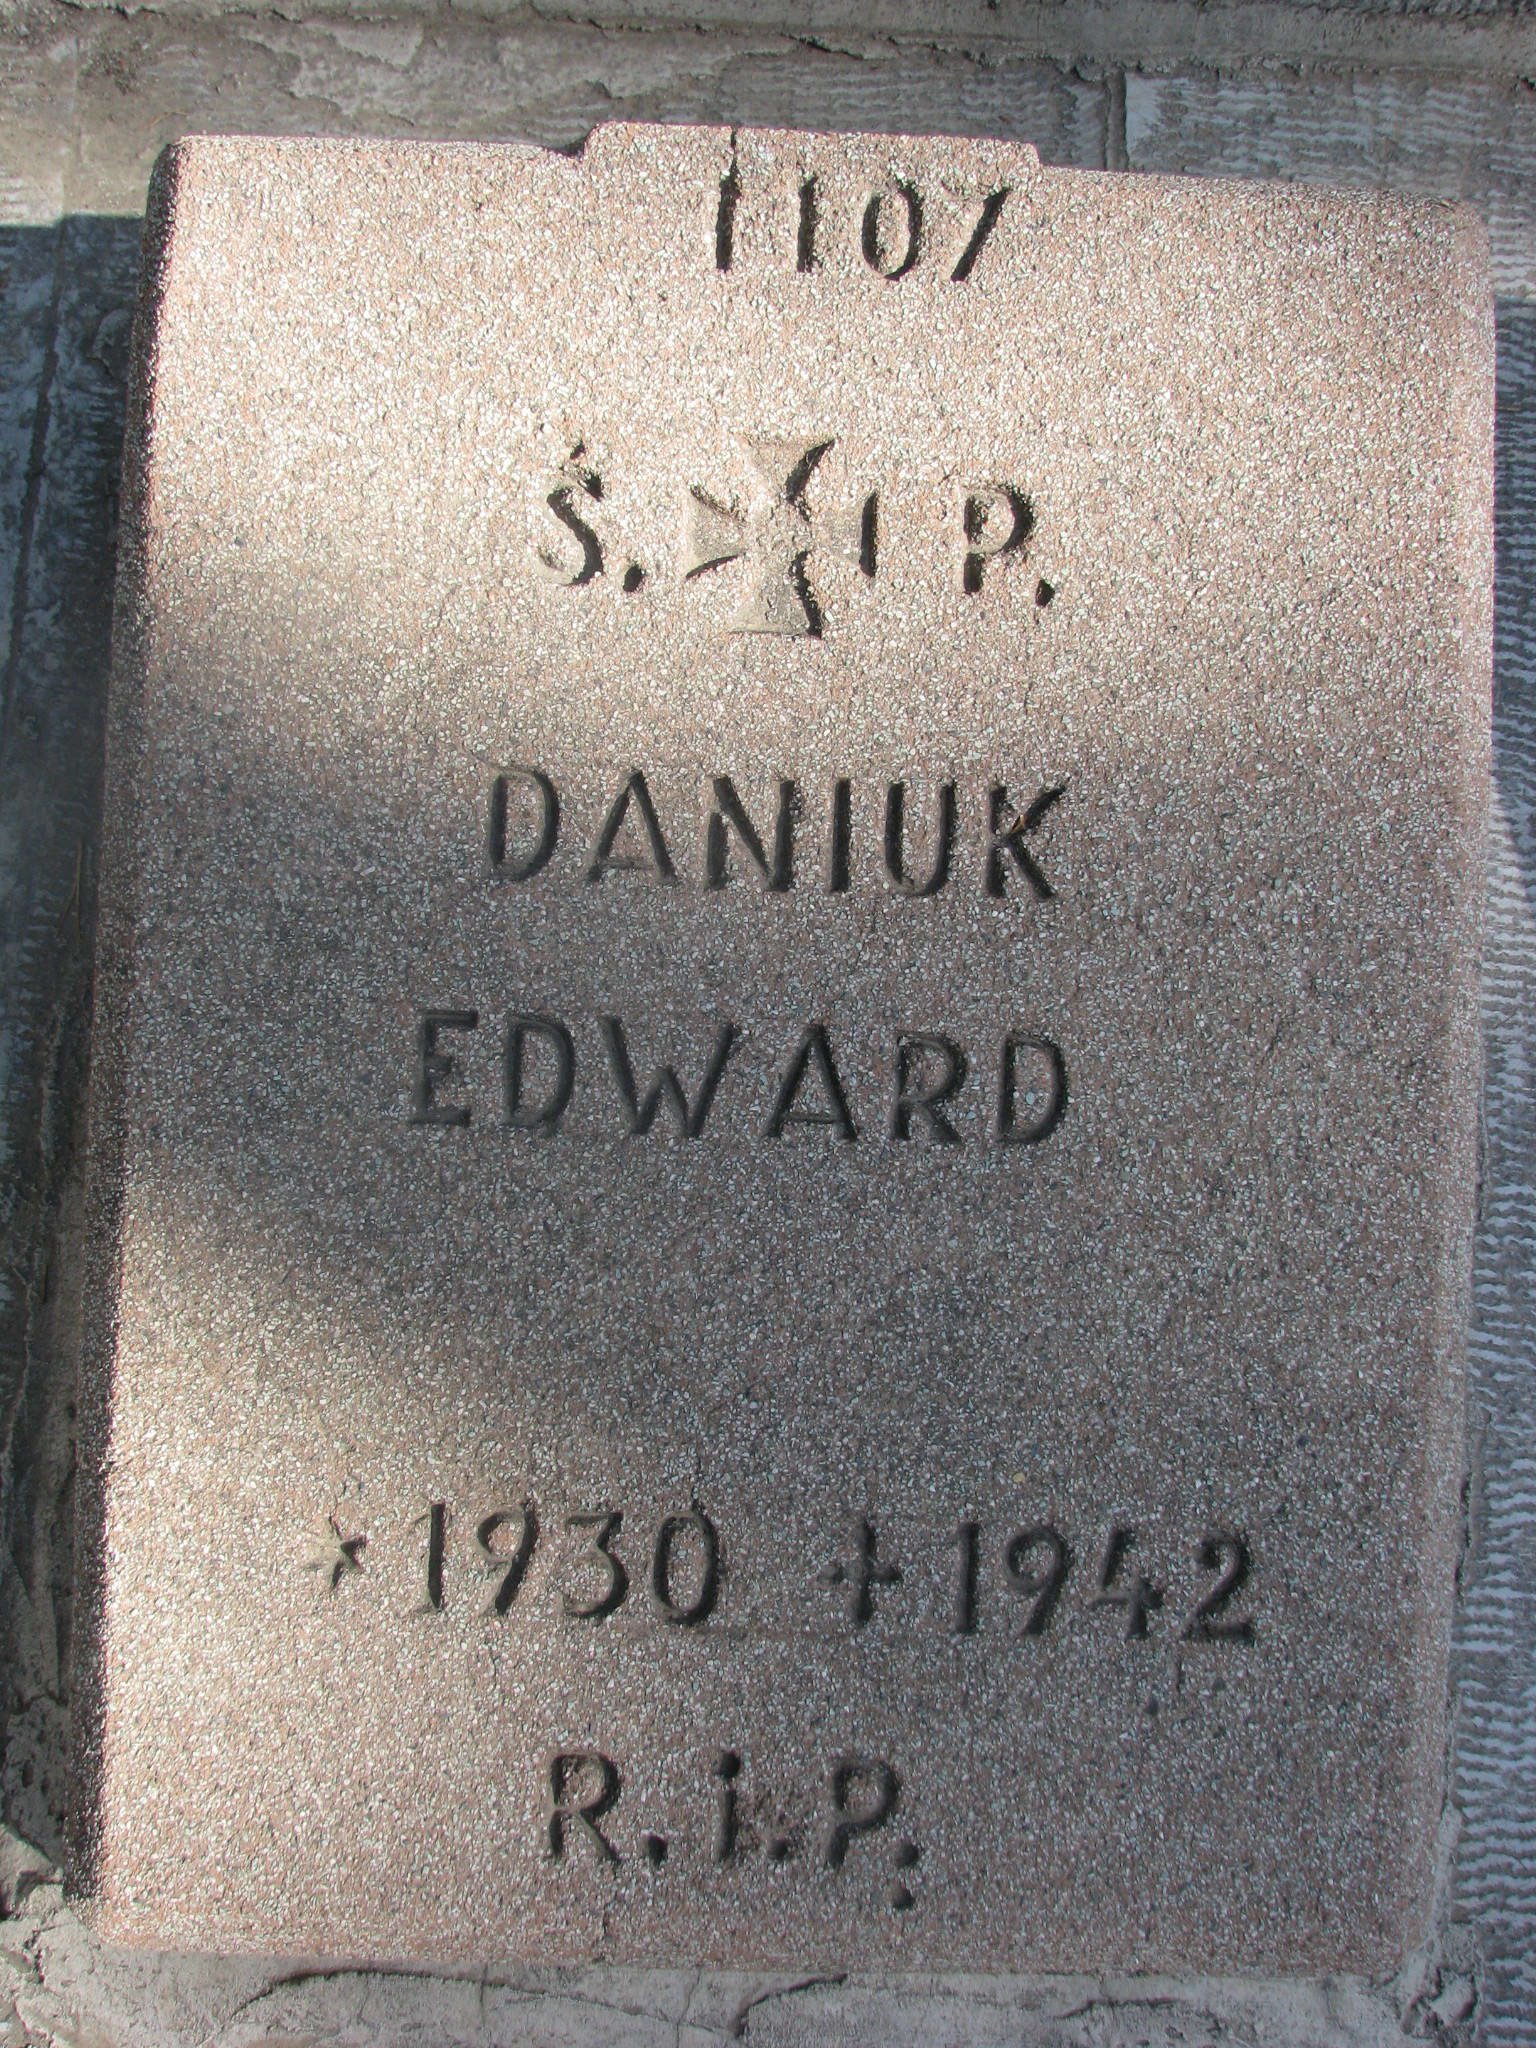 1107
Ś. P.
DANIUK
EDWARD
* 1930 + 1942
R.i.P.